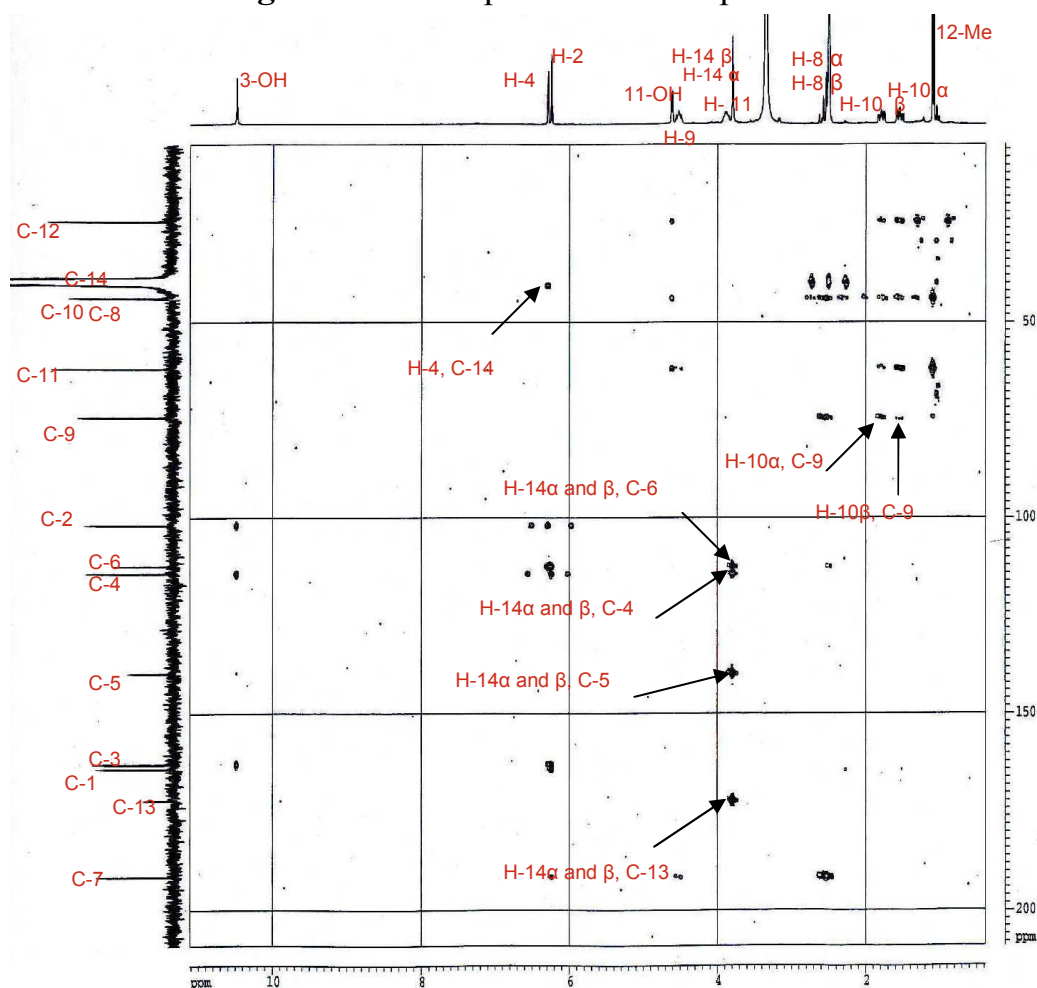 12-Me
H-2
H-14 β
H-8 α
3-OH
H-4
H-14 α
H-8 β
H-10 α
11-OH
H- 11
H-10 β
H-9
C-12
C-14
C-10 C-8
50
H-4, C-14
C-11
C-9
H-10α, C-9
H-14α and β, C-6
H-10β, C-9
C-2
100
C-6
C-4
H-14α and β, C-4
C-5
H-14α and β, C-5
150
C-3
C-1
C-13
H-14α and β, C-13
C-7
200
ppm
ppm 10 8 6 4 2